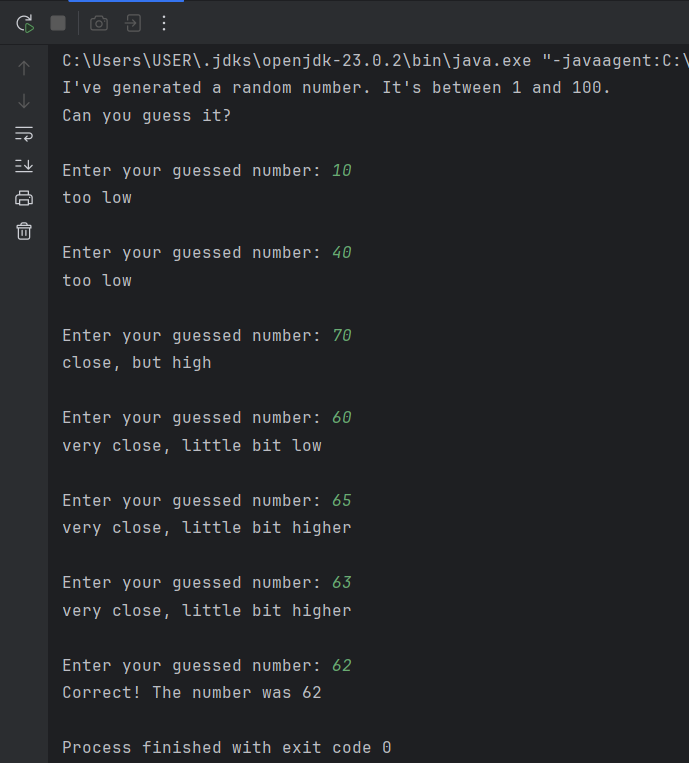 C:\Users\USER\.jdks\openjdk-23.0.2\bin\java.exe "-javaagent:C:\
I've generated a random number. It's between 1 and 100.
Can you guess it?
Enter your guessed number: 10
too low
Enter your guessed number: 40
too low
Enter your guessed number: 70
close, but high
Enter your guessed number: 60
very close, little bit low
Enter your guessed number: 65
very close, little bit higher
Enter your guessed number: 63
very close, little bit higher
Enter your guessed number: 62
Correct! The number was 62
Process finished with exit code 0